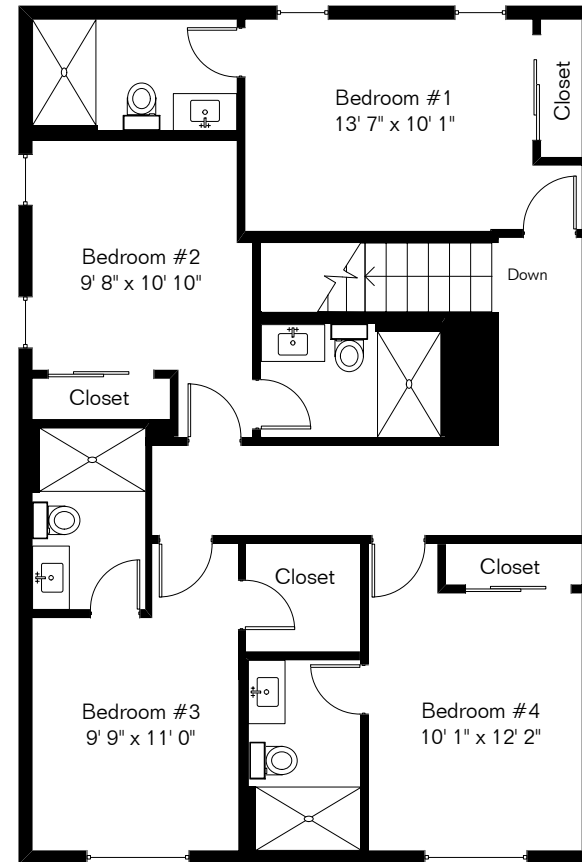 Bedroom #1
13' 7" x 10' 1"
Closet
Bedroom #2
9' 8" x 10' 10"
Down
Closet
Closet
Closet
Bedroom #3
9' 9" x 11' 0"
Bedroom #4
10' 1" x 12' 2"